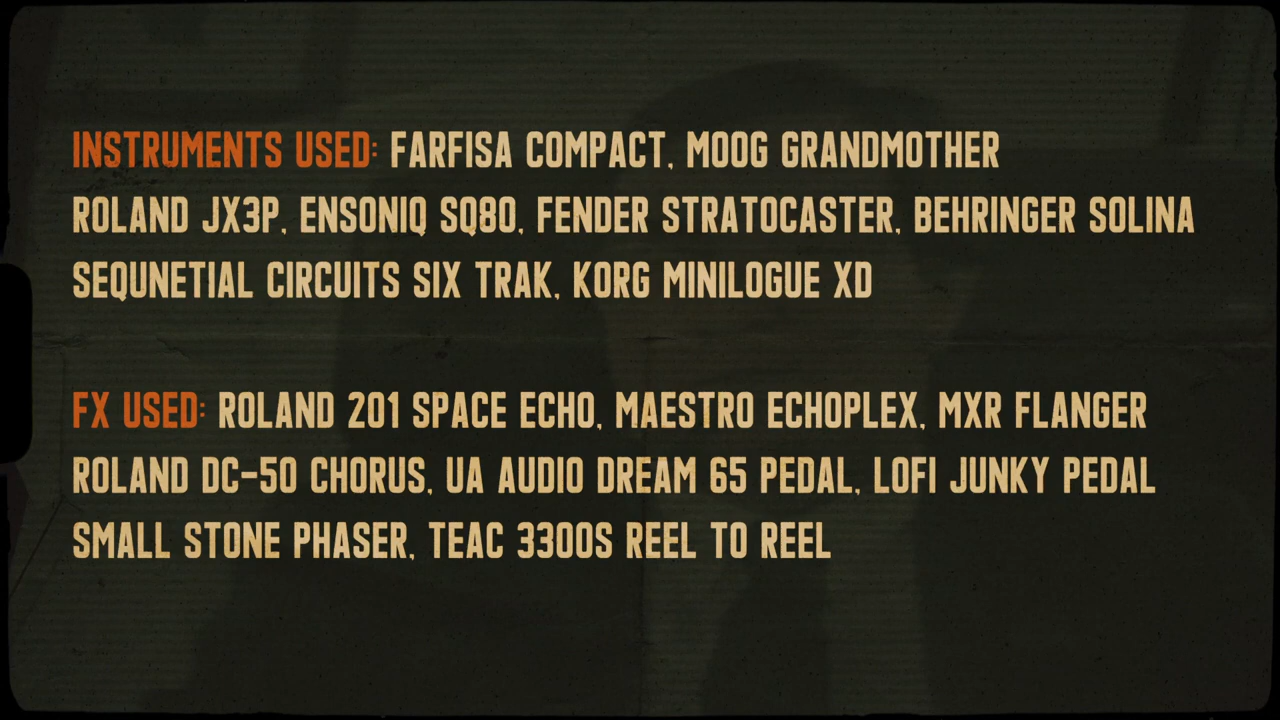 INSTRUMENTS USED: FARFISA COMPACT, MOOG GRANDMOTHER
ROLAND JX3P, ENSONIQ SQ80, FENDER STRATOCASTER, BEHRINGER SOLINA
SEQUNETIAL CIRCUITS SIX TRAK, KORG MINILOGUE XD
FX USED: ROLAND 201 SPACE ECHO, MAESTRO ECHOPLEX, MXR FLANGER
ROLAND DC-50 CHORUS, UA AUDIO DREAM 65 PEDAL, LOFI JUNKY PEDAL
SMALL STONE PHASER, TEAC 3300S REEL TO REEL